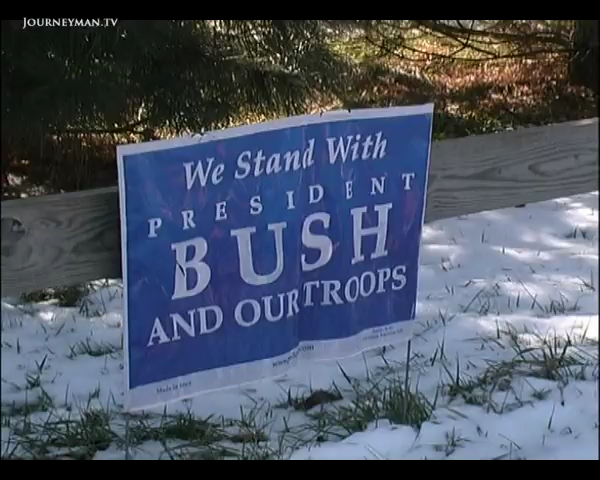 JOURNEYMAN.TV
We Stand With
PRESIDENT
BUSH
AND OUR TROOPS